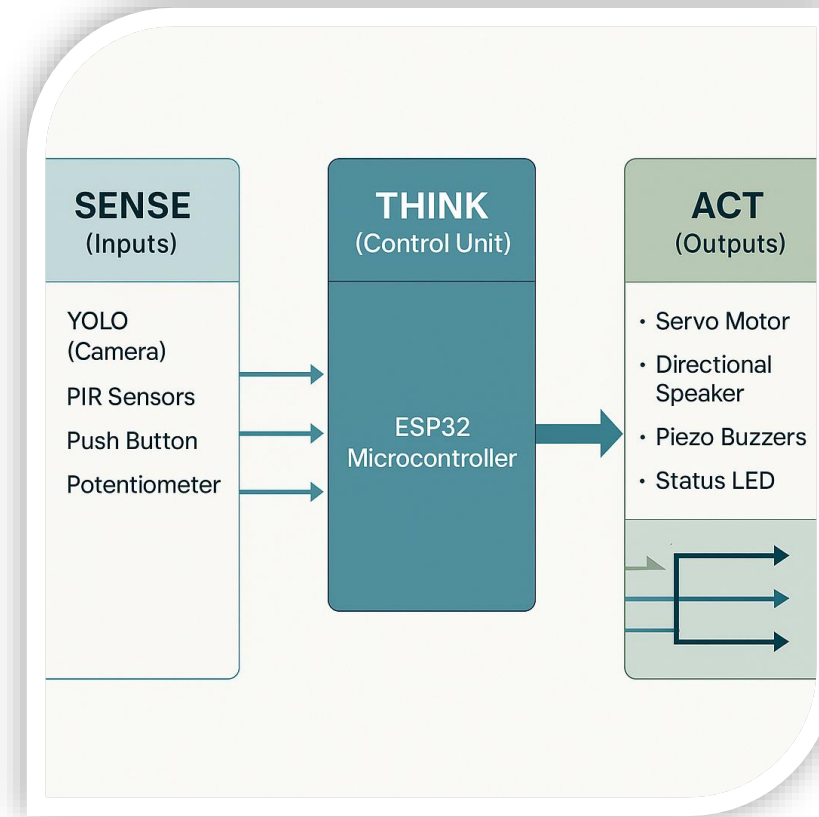 SENSE
(Inputs)
YOLO
(Camera)
PIR Sensors
Push Button
Potentiometer
THINK
(Control Unit)
ESP32
Microcontroller
ACT
(Outputs)
• Servo Motor
• Directional
Speaker
• Piezo Buzzers
• Status LED